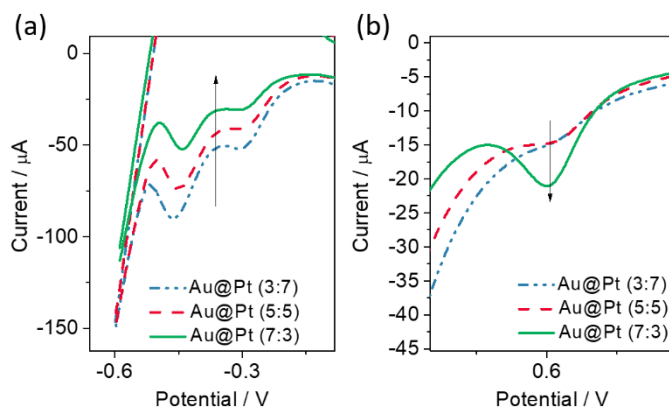 (a)
0
-50
-100
-150
Current / μA
Au@Pt (3:7)
Au@Pt (5:5)
Au@Pt (7:3)
-0.6
-0.3
Potential / V
(b)
0
-5
-10
-15
-20
-25
-30
-35
-40
-45
Current / μA
Au@Pt (3:7)
Au@Pt (5:5)
Au@Pt (7:3)
0.6
Potential / V